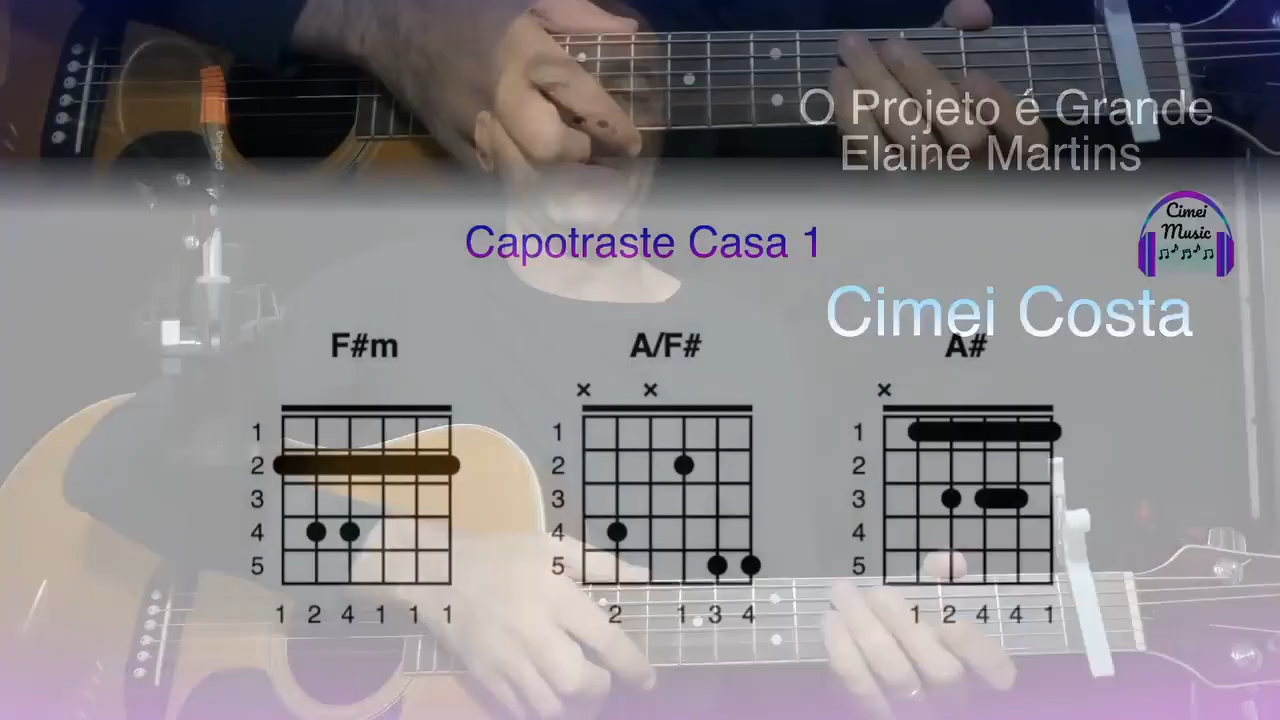 O Projeto é Grande
Elaine Martins
Cimei
Music
Capotraste Casa 1
Cimei Costa
F#m A/F# A#
× × ×
1 1 1
2 2 2
3 3 3
4 4 4
5 5 5
1 2 4 1 1 1 2 1 3 4 1 2 4 4 1